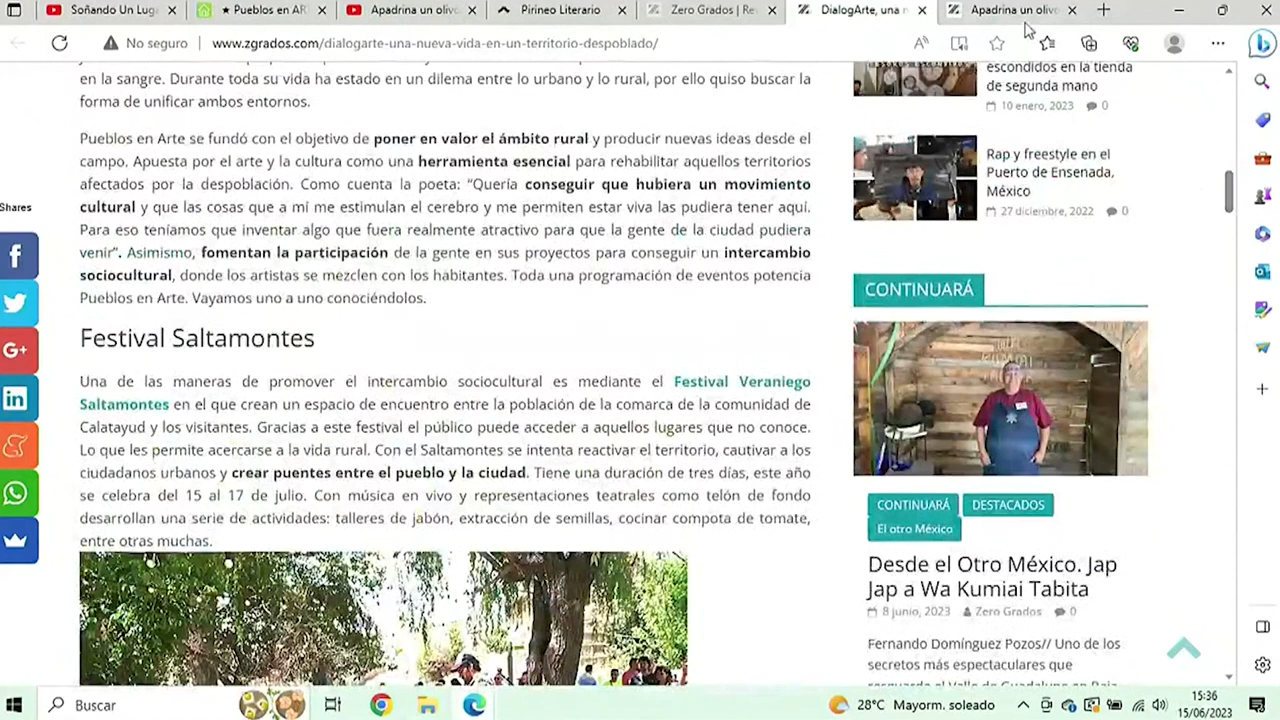 Soñando Un Lug
★ Pueblos en AR
Apadrina un olivo
Pirineo Literario
Zero Grados | Re
DialogArte, una n
Apadrina un olivo
No seguro
www.zgrados.com/dialogarte-una-nueva-vida-en-un-territorio-despoblado/
en la sangre. Durante toda su vida ha estado en un dilema entre lo urbano y lo rural, por ello quiso buscar la
forma de unificar ambos entornos.
Pueblos en Arte se fundó con el objetivo de poner en valor el ámbito rural y producir nuevas ideas desde el
campo. Apuesta por el arte y la cultura como una herramienta esencial para rehabilitar aquellos territorios
afectados por la despoblación. Como cuenta la poeta: “Quería conseguir que hubiera un movimiento
cultural y que las cosas que a mí me estimulan el cerebro y me permiten estar viva las pudiera tener aquí.
Para eso teníamos que inventar algo que fuera realmente atractivo para que la gente de la ciudad pudiera
venir”. Asimismo, fomentan la participación de la gente en sus proyectos para conseguir un intercambio
sociocultural, donde los artistas se mezclen con los habitantes. Toda una programación de eventos potencia
Pueblos en Arte. Vayamos uno a uno conociéndolos.
Shares
Festival Saltamontes
Una de las maneras de promover el intercambio sociocultural es mediante el Festival Veraniego
Saltamontes en el que crean un espacio de encuentro entre la población de la comarca de la comunidad de
Calatayud y los visitantes. Gracias a este festival el público puede acceder a aquellos lugares que no conoce.
Lo que les permite acercarse a la vida rural. Con el Saltamontes se intenta reactivar el territorio, cautivar a los
ciudadanos urbanos y crear puentes entre el pueblo y la ciudad. Tiene una duración de tres días, este año
se celebra del 15 al 17 de julio. Con música en vivo y representaciones teatrales como telón de fondo
desarrollan una serie de actividades: talleres de jabón, extracción de semillas, cocinar compota de tomate,
entre otras muchas.
escondidos en la tienda
de segunda mano
10 enero, 2023 0
Rap y freestyle en el
Puerto de Ensenada,
México
27 diciembre, 2022 0
CONTINUARÁ
CONTINUARÁ
DESTACADOS
El otro México
Desde el Otro México. Jap
Jap a Wa Kumiai Tabita
8 junio, 2023 Zero Grados 0
Fernando Domínguez Pozos// Uno de los
secretos más espectaculares que
Buscar
28°C Mayorm. soleado
15:36
15/06/2023